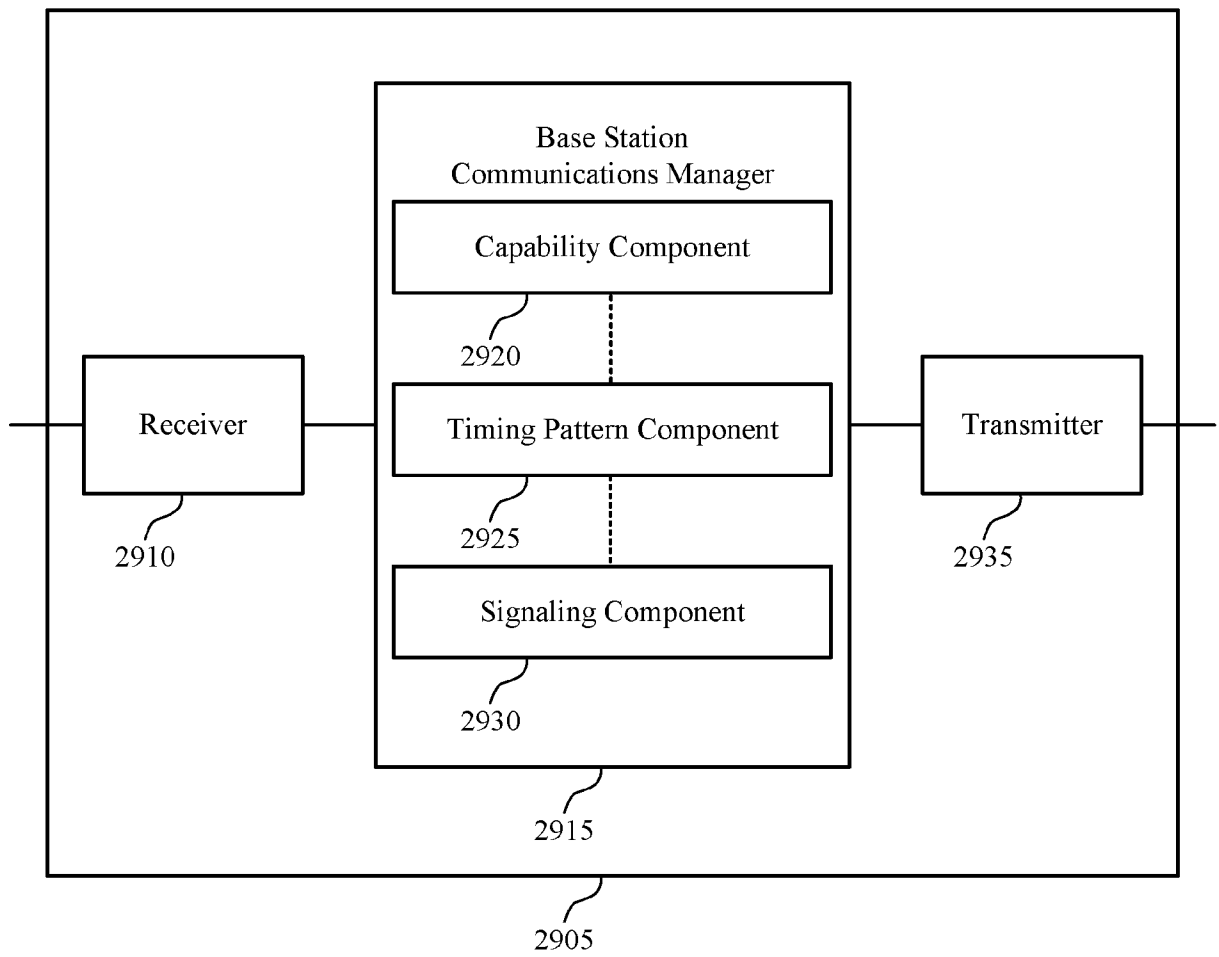 Base Station
Communications Manager
Capability Component
2920
Receiver
2910
Timing Pattern Component
2925
Transmitter
2935
Signaling Component
2930
2915
2905